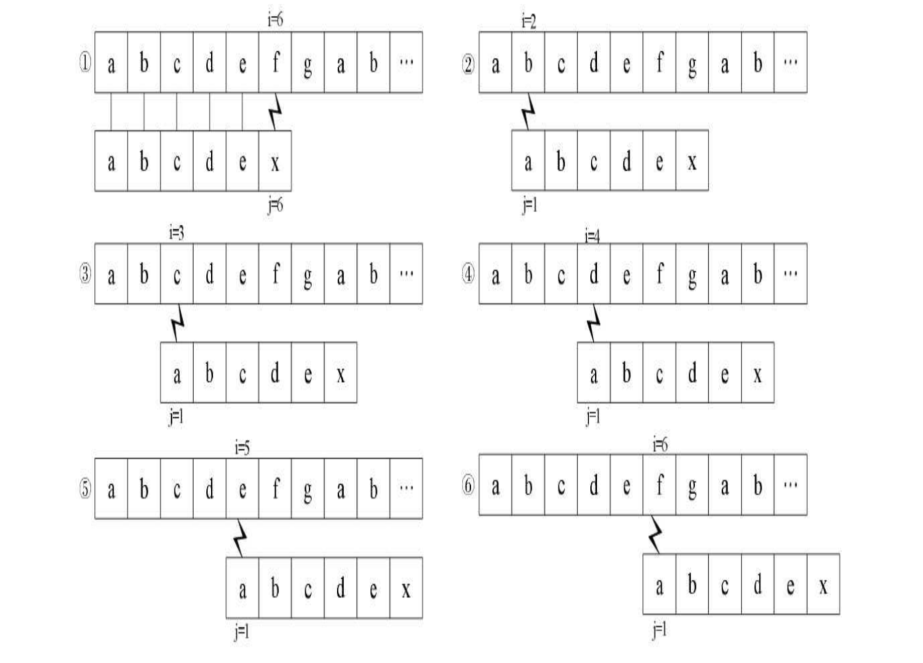 i=6
① a b c d e f g a b ...
a b c d e x
j=6
i=2
② a b c d e f g a b ...
a b c d e x
j=1
i=3
③ a b c d e f g a b ...
a b c d e x
j=1
i=4
④ a b c d e f g a b ...
a b c d e x
j=1
i=5
⑤ a b c d e f g a b ...
a b c d e x
j=1
i=6
⑥ a b c d e f g a b ...
a b c d e x
j=1